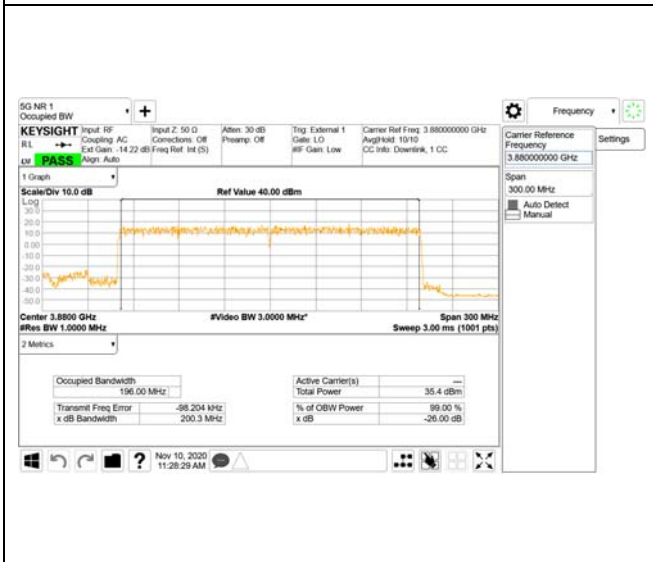 5G NR 1
Occupied BW
Frequency
KEYSIGHT Input: RF Input Z: 50 Ω Atten: 30 dB Trig: External 1 Carrier Ref Freq: 3.880000000 GHz
RL Coupling: AC Corrections: Off Preamp: Off Gate: LO Avg|Hold: 10/10
Ext Gain: -14.22 dB Freq Ref: Int (S) #IF Gain: Low CC Info: Downlink, 1 CC
PASS Align: Auto
Carrier Reference
Frequency
3.880000000 GHz
Settings
Span
300.00 MHz
Auto Detect
Manual
1 Graph
Scale/Div 10.0 dB Ref Value 40.00 dBm
Log
30.0
20.0
10.0
0.00
-10.0
-20.0
-30.0
-40.0
-50.0
Center 3.8800 GHz #Video BW 3.0000 MHz* Span 300 MHz
#Res BW 1.0000 MHz Sweep 3.00 ms (1001 pts)
2 Metrics
Occupied Bandwidth
196.00 MHz
Transmit Freq Error -98.204 kHz
x dB Bandwidth 200.3 MHz
Active Carrier(s) ---
Total Power 35.4 dBm
% of OBW Power 99.00 %
x dB -26.00 dB
? Nov 10, 2020
11:28:29 AM